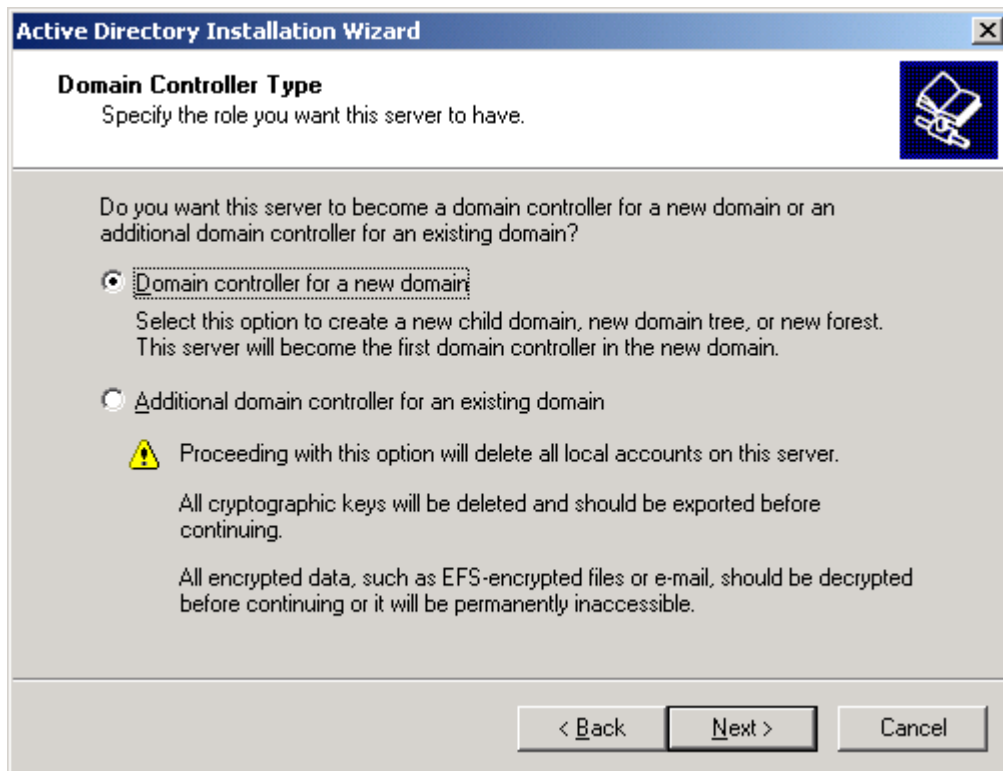 Active Directory Installation Wizard
Domain Controller Type
Specify the role you want this server to have.
Do you want this server to become a domain controller for a new domain or an
additional domain controller for an existing domain?
Domain controller for a new domain
Select this option to create a new child domain, new domain tree, or new forest.
This server will become the first domain controller in the new domain.
Additional domain controller for an existing domain
Proceeding with this option will delete all local accounts on this server.
All cryptographic keys will be deleted and should be exported before
continuing.
All encrypted data, such as EFS-encrypted files or e-mail, should be decrypted
before continuing or it will be permanently inaccessible.
< Back Next > Cancel